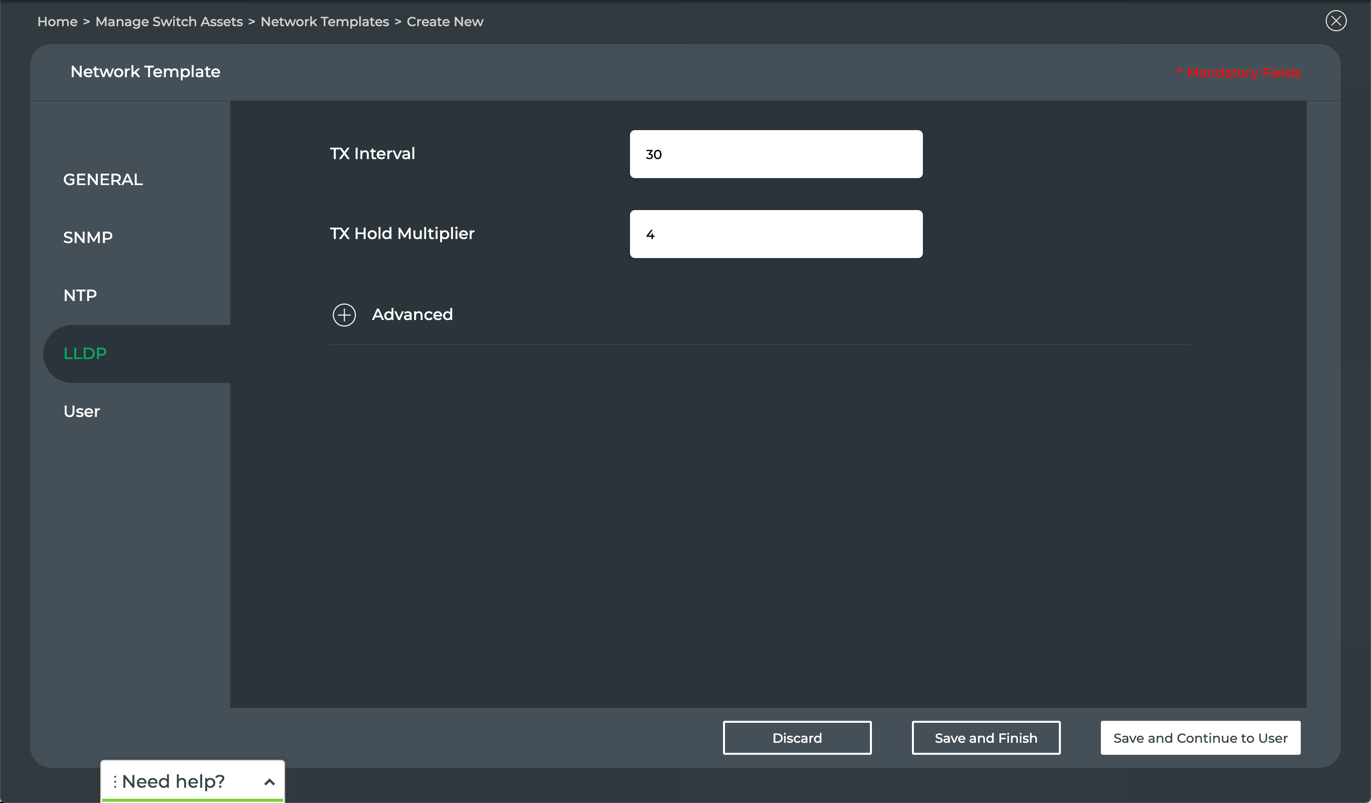 Home > Manage Switch Assets > Network Templates > Create New
Network Template
* Mandatory Fields
GENERAL
SNMP
NTP
LLDP
User
TX Interval
30
TX Hold Multiplier
4
Advanced
Discard
Save and Finish
Save and Continue to User
Need help?